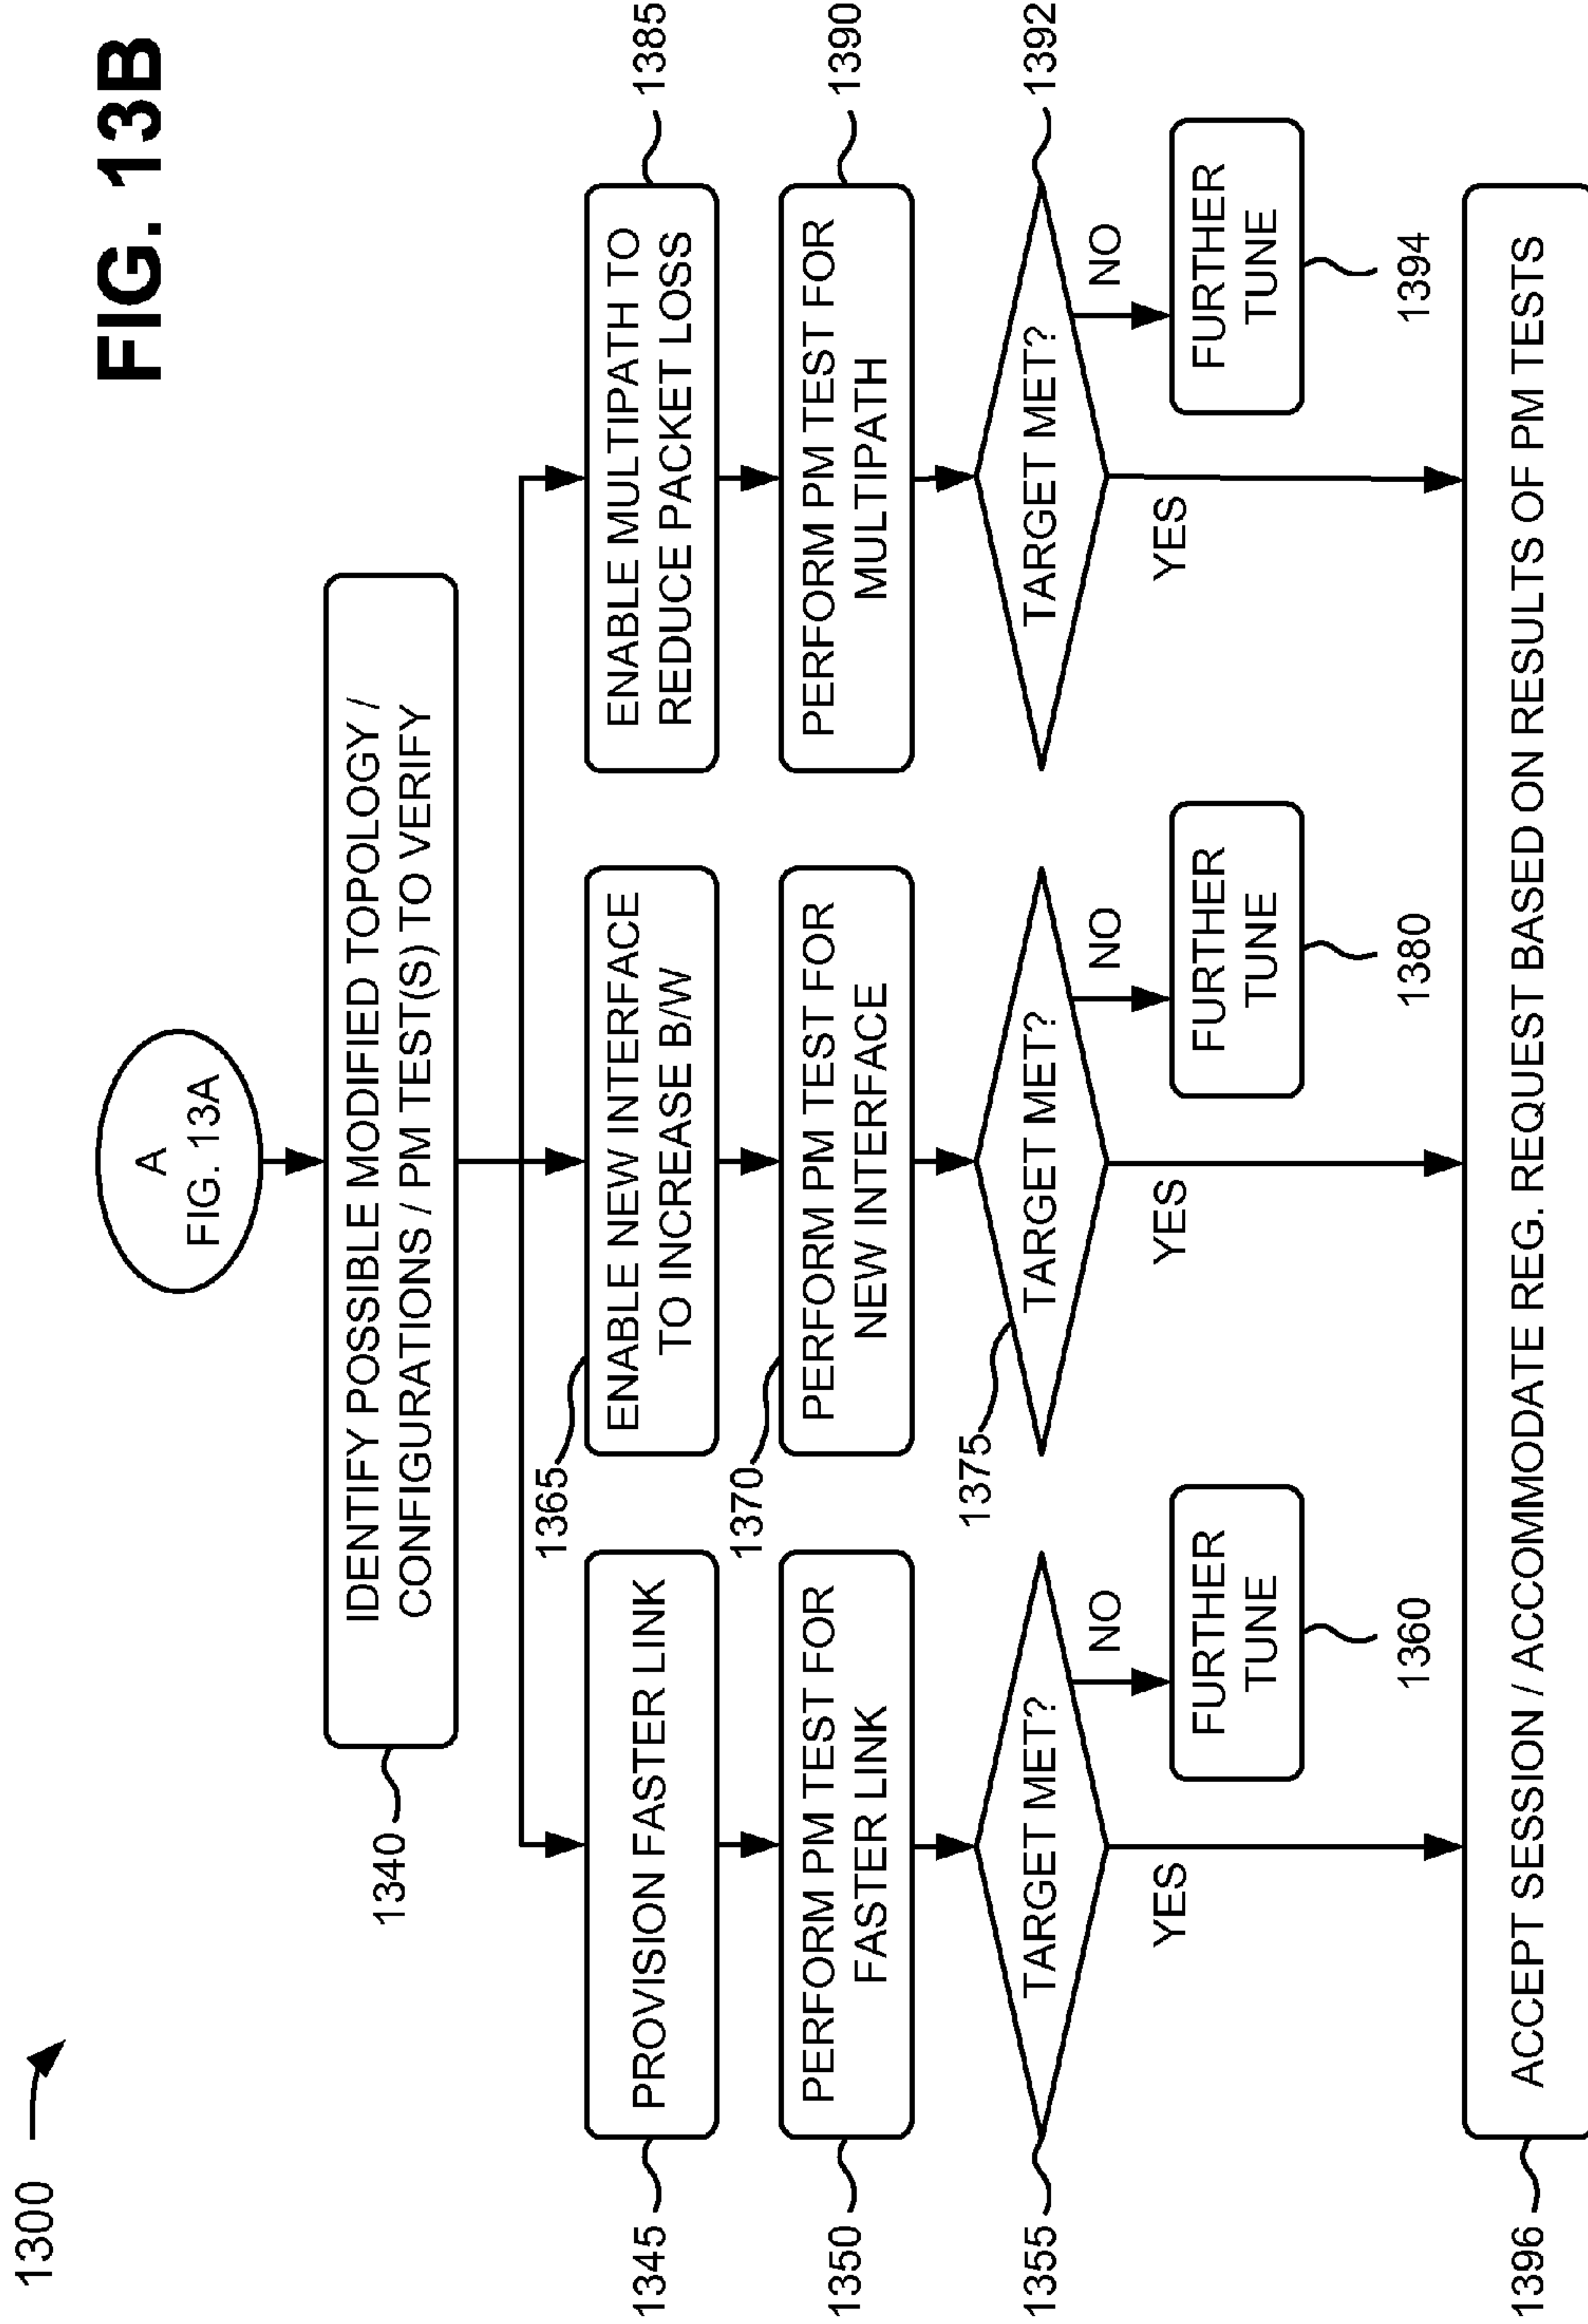 FIG. 13B
1300
A
FIG. 13A
IDENTIFY POSSIBLE MODIFIED TOPOLOGY /
CONFIGURATIONS / PM TEST(S) TO VERIFY
1340
PROVISION FASTER LINK
1345
PERFORM PM TEST FOR
FASTER LINK
1350
TARGET MET?
1355
NO
FURTHER
TUNE
1360
YES
ENABLE NEW INTERFACE
TO INCREASE B/W
1365
PERFORM PM TEST FOR
NEW INTERFACE
1370
TARGET MET?
1375
NO
FURTHER
TUNE
1380
YES
ENABLE MULTIPATH TO
REDUCE PACKET LOSS
1385
PERFORM PM TEST FOR
MULTIPATH
1390
TARGET MET?
1392
NO
FURTHER
TUNE
1394
YES
ACCEPT SESSION / ACCOMMODATE REG. REQUEST BASED ON RESULTS OF PM TESTS
1396